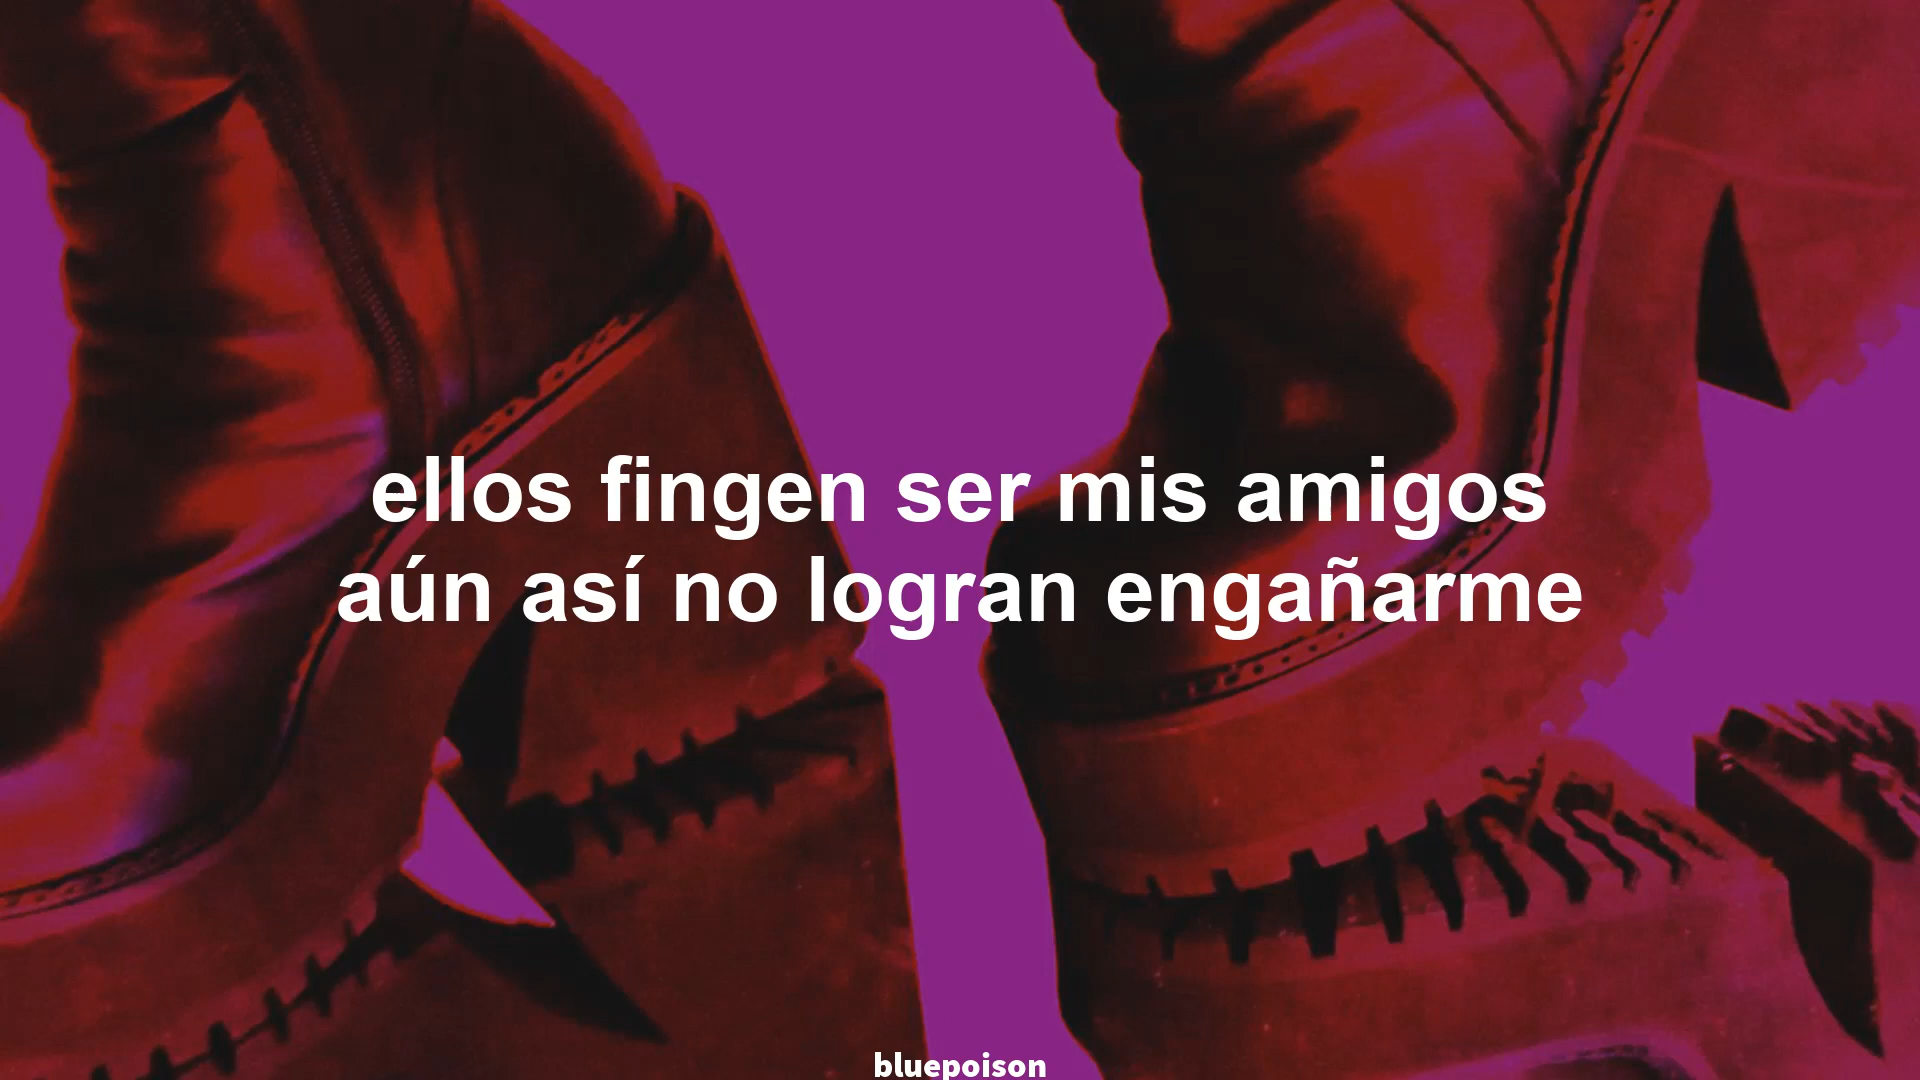 ellos fingen ser mis amigos
aún así no logran engañarme
bluepoison